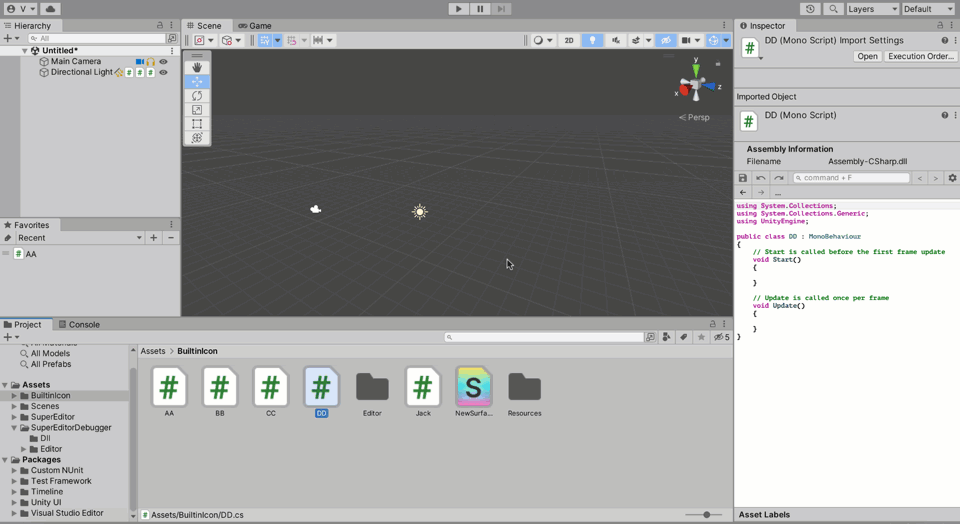 V
Layers
Default
Hierarchy
All
Untitled*
Main Camera
Directional Light
Favorites
Recent
AA
Scene
Game
2D
y
x
z
Persp
Inspector
DD (Mono Script) Import Settings
Open
Execution Order...
Imported Object
DD (Mono Script)
Assembly Information
Filename Assembly-CSharp.dll
command + F
...
using System.Collections;
using System.Collections.Generic;
using UnityEngine;
public class DD : MonoBehaviour
{
// Start is called before the first frame update
void Start()
{
}
// Update is called once per frame
void Update()
{
}
}
Asset Labels
Project
Console
5
All Models
All Prefabs
Assets
BuiltinIcon
Scenes
SuperEditor
SuperEditorDebugger
Dll
Editor
Packages
Custom NUnit
Test Framework
Timeline
Unity UI
Visual Studio Editor
Assets > BuiltinIcon
AA
BB
CC
DD
Editor
Jack
NewSurfa...
Resources
Assets/BuiltinIcon/DD.cs